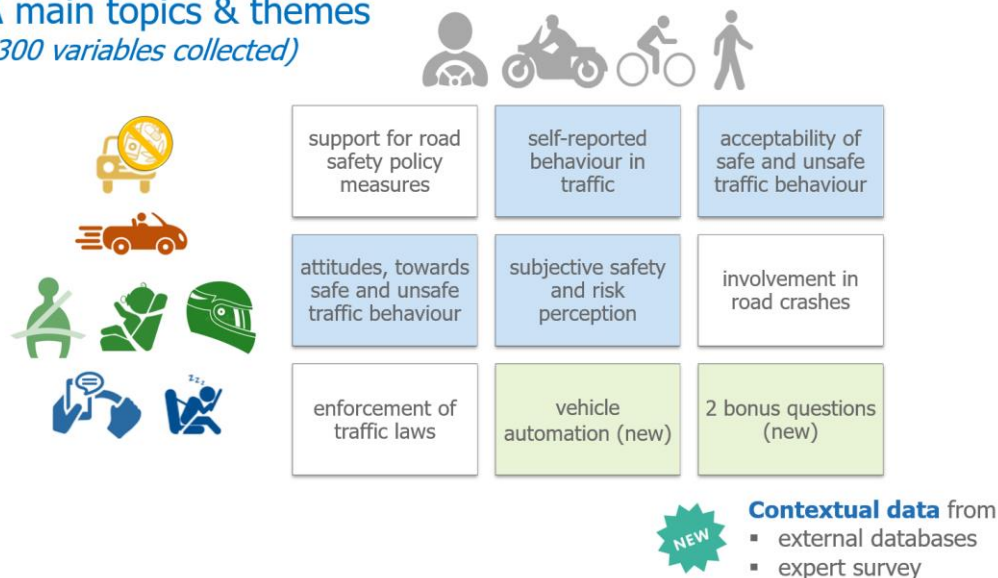 A main topics & themes
300 variables collected)
support for road
safety policy
measures
self-reported
behaviour in
traffic
acceptability of
safe and unsafe
traffic behaviour
attitudes, towards
safe and unsafe
traffic behaviour
subjective safety
and risk
perception
involvement in
road crashes
zzz
enforcement of
traffic laws
vehicle
automation (new)
2 bonus questions
(new)
NEW
Contextual data from
▪ external databases
▪ expert survey